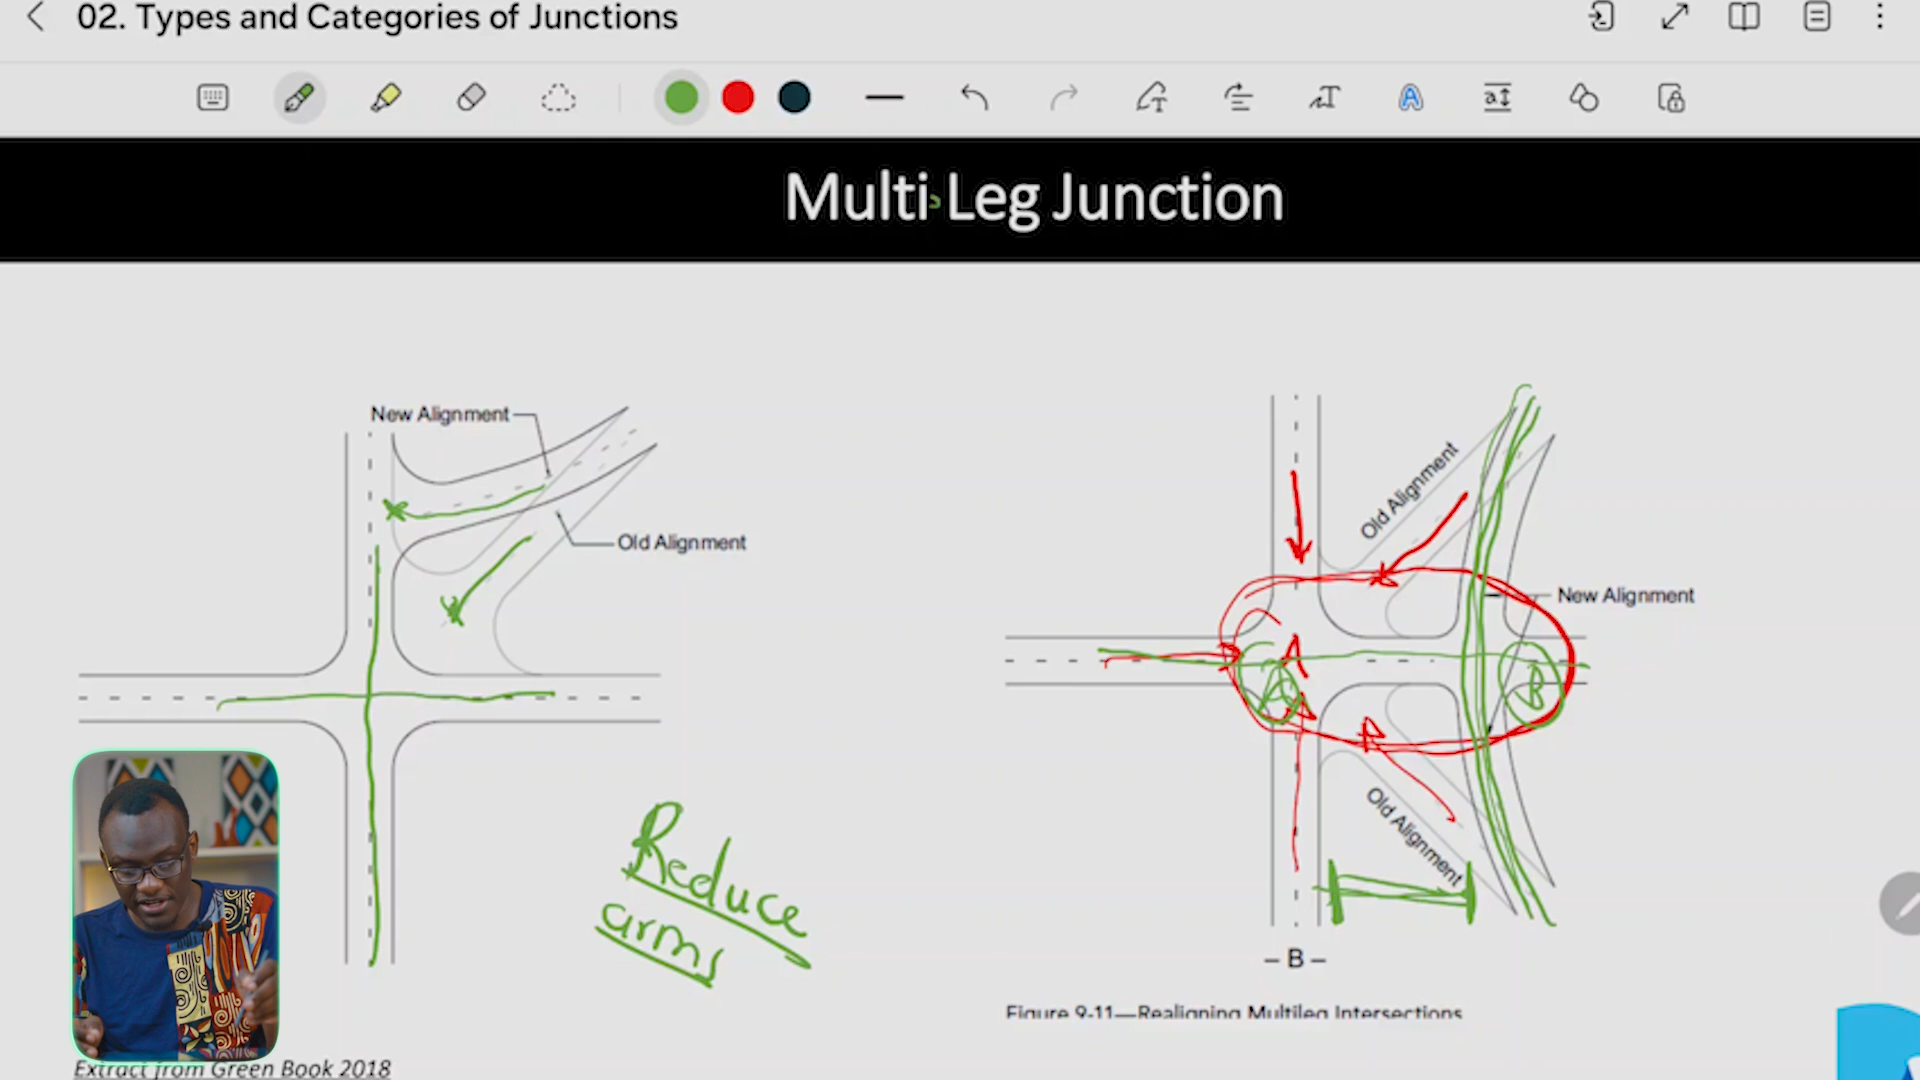 02. Types and Categories of Junctions
Multi Leg Junction
New Alignment
Old Alignment
Old Alignment
New Alignment
A
A
B
Old Alignment
Reduce
arms
– B –
Figure 9-11—Realigning Multileg Intersections
Extract from Green Book 2018